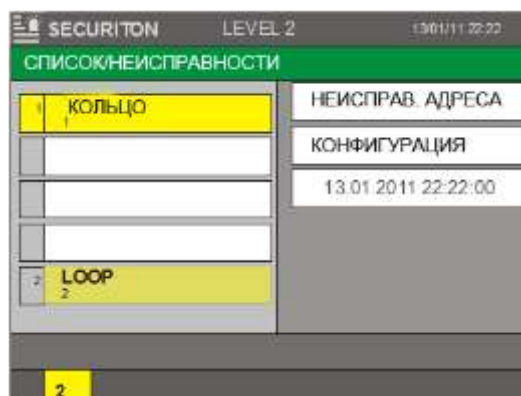 SECURITON LEVEL 2 13/01/11 22:22
СПИСОК/НЕИСПРАВНОСТИ
1 КОЛЬЦО
1
НЕИСПРАВ. АДРЕСА
КОНФИГУРАЦИЯ
13.01 2011 22:22:00
2 LOOP
2
2